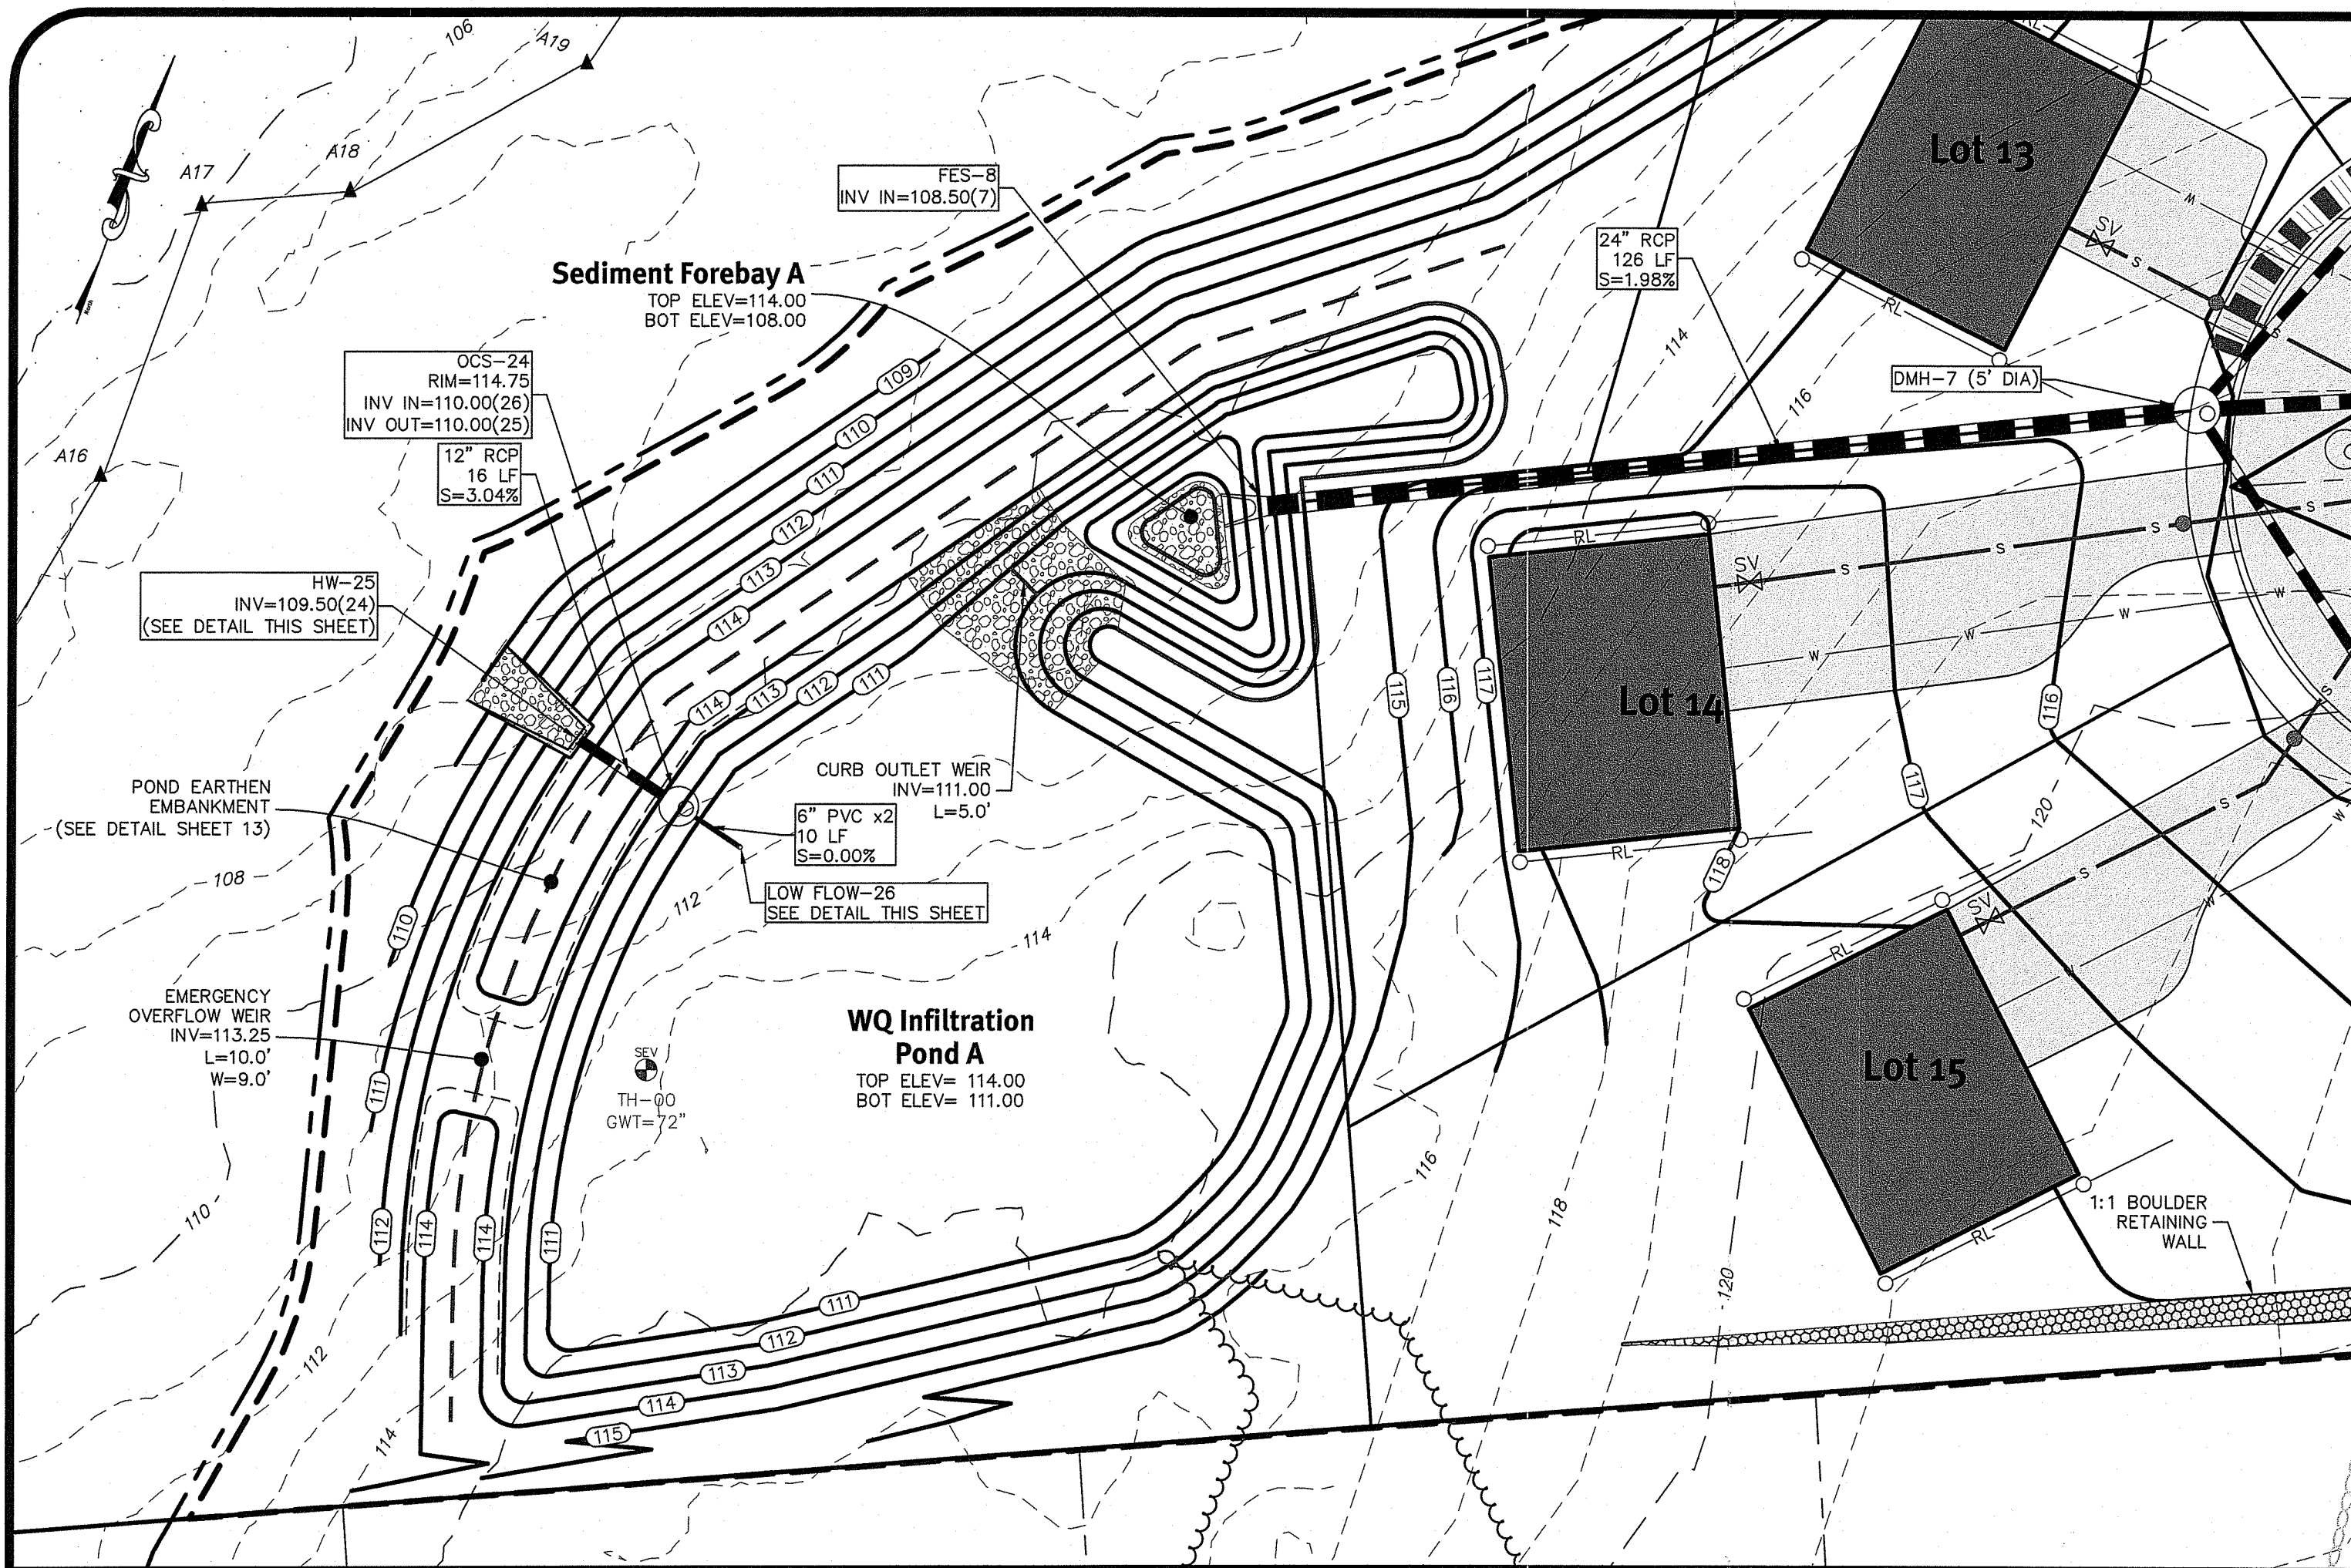 106
A19
A18
A17
A16
North
FES-8
INV IN=108.50(7)
Sediment Forebay A
TOP ELEV=114.00
BOT ELEV=108.00
24" RCP
126 LF
S=1.98%
Lot 13
SV
S
W
RL
RL
S
DMH-7 (5' DIA)
114
116
OCS-24
RIM=114.75
INV IN=110.00(26)
INV OUT=110.00(25)
12" RCP
16 LF
S=3.04%
109
110
111
112
113
114
HW-25
INV=109.50(24)
(SEE DETAIL THIS SHEET)
114
113
112
111
POND EARTHEN
EMBANKMENT
(SEE DETAIL SHEET 13)
CURB OUTLET WEIR
INV=111.00
L=5.0'
6" PVC x2
10 LF
S=0.00%
LOW FLOW-26
SEE DETAIL THIS SHEET
108
112
114
110
EMERGENCY
OVERFLOW WEIR
INV=113.25
L=10.0'
W=9.0'
111
SEV
TH-00
GWT=72"
WQ Infiltration
Pond A
TOP ELEV= 114.00
BOT ELEV= 111.00
RL
SV
S
S
S
S
W
W
W
W
Lot 14
RL
115
116
117
118
117
116
120
S
S
S
W
W
W
RL
SV
Lot 15
RL
1:1 BOULDER
RETAINING
WALL
116
118
120
110
112
114
114
111
111
112
113
114
115
112
114